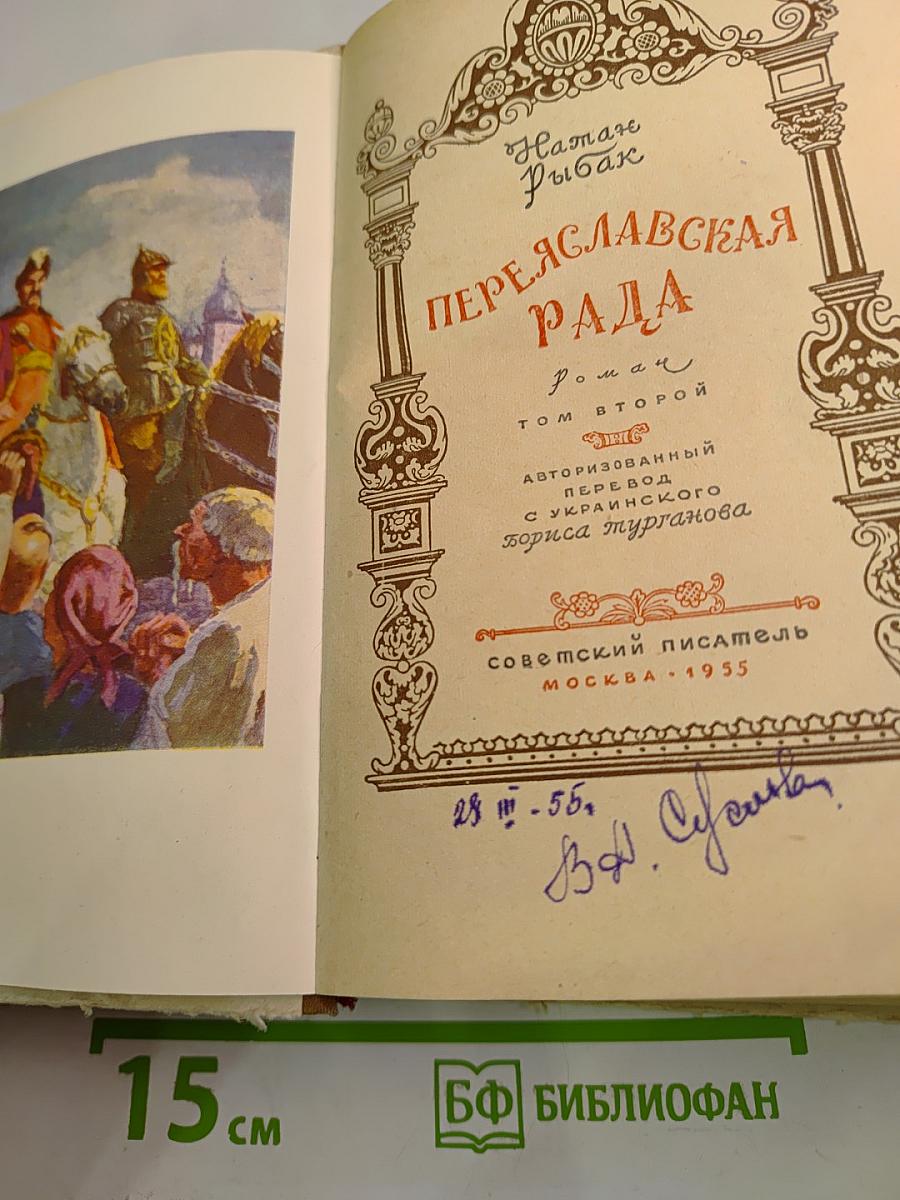 Натан
Рыбак
ПЕРЕЯСЛАВСКАЯ
РАДА
Роман
ТОМ ВТОРОЙ
АВТОРИЗОВАННЫЙ
ПЕРЕВОД
С УКРАИНСКОГО
Бориса Турганова
СОВЕТСКИЙ ПИСАТЕЛЬ
МОСКВА • 1955
28 III - 55 г
15 см
БФ БИБЛИОФАН